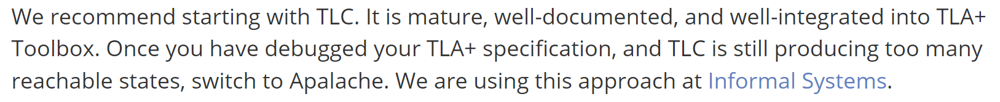 We recommend starting with TLC. It is mature, well-documented, and well-integrated into TLA+
Toolbox. Once you have debugged your TLA+ specification, and TLC is still producing too many
reachable states, switch to Apalache. We are using this approach at Informal Systems.